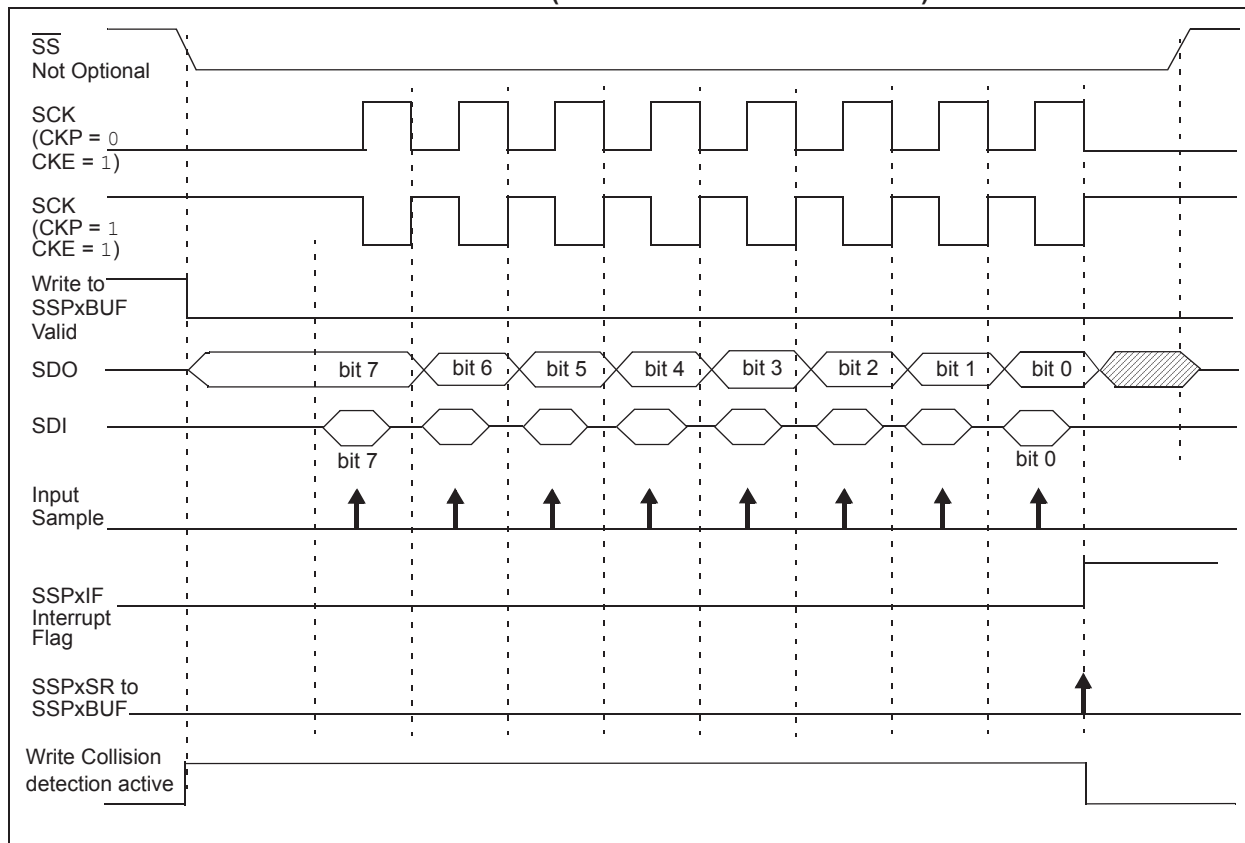 SS
Not Optional
SCK
(CKP = 0
CKE = 1)
SCK
(CKP = 1
CKE = 1)
Write to
SSPxBUF
Valid
SDO
bit 7 bit 6 bit 5 bit 4 bit 3 bit 2 bit 1 bit 0
SDI
bit 7 bit 0
Input
Sample
SSPxIF
Interrupt
Flag
SSPxSR to
SSPxBUF
Write Collision
detection active